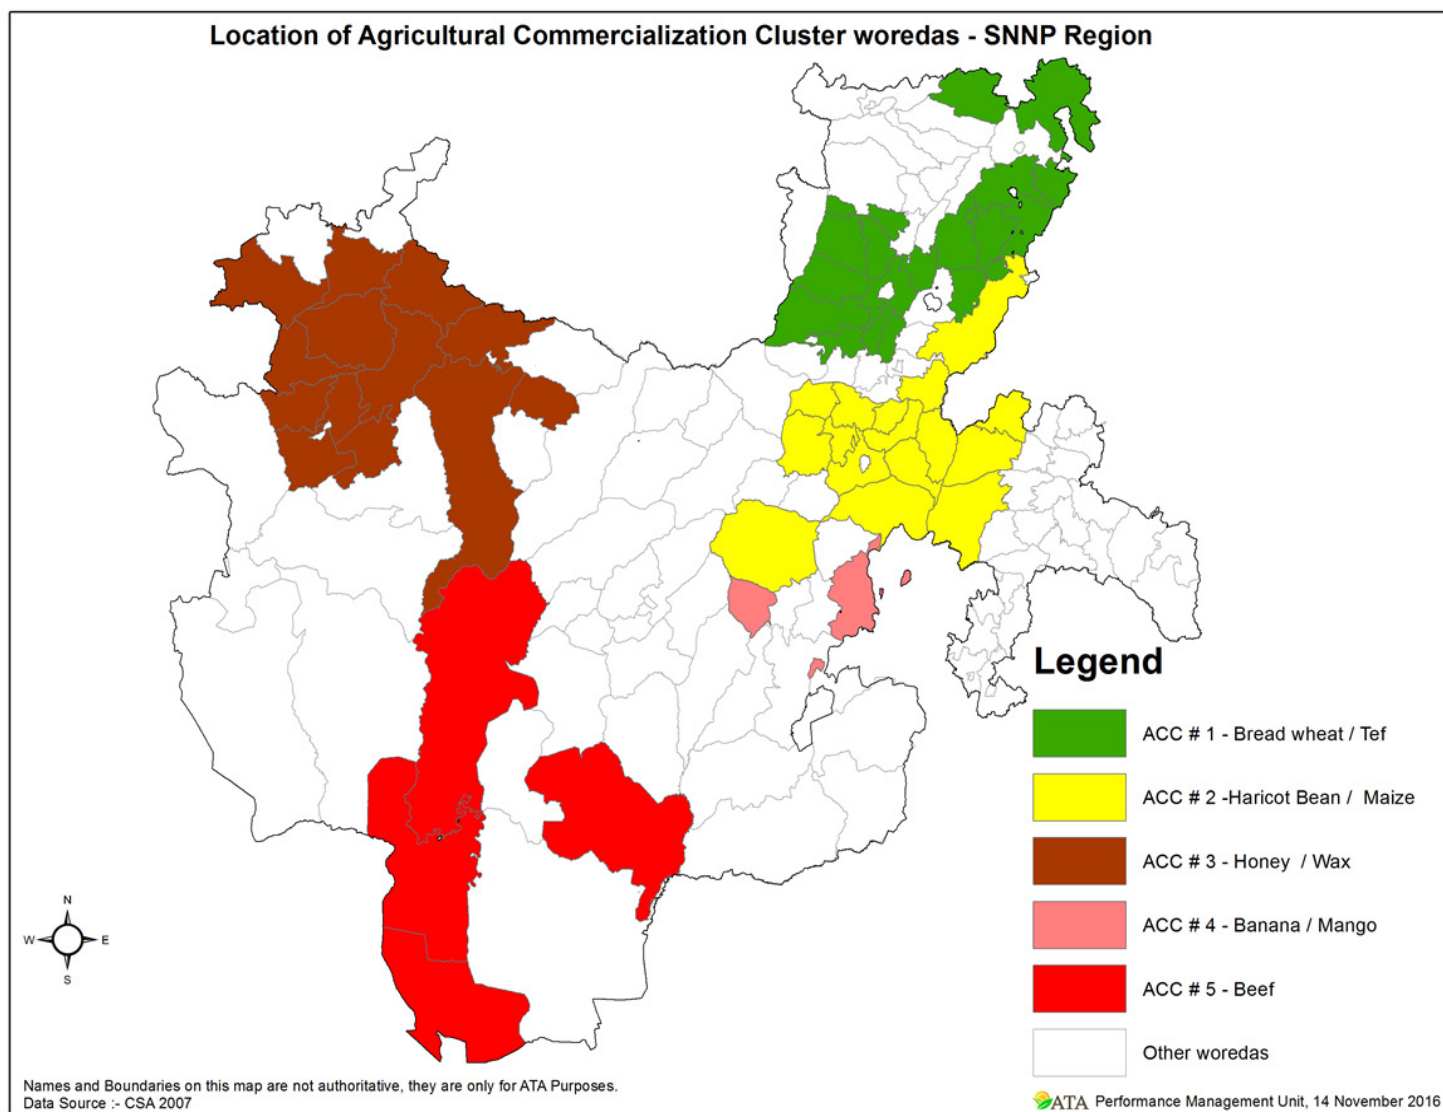 Location of Agricultural Commercialization Cluster woredas - SNNP Region
Legend
ACC # 1 - Bread wheat / Tef
ACC # 2 -Haricot Bean / Maize
ACC # 3 - Honey / Wax
ACC # 4 - Banana / Mango
ACC # 5 - Beef
Other woredas
N
W E
S
Names and Boundaries on this map are not authoritative, they are only for ATA Purposes.
Data Source :- CSA 2007
ATA Performance Management Unit, 14 November 2016